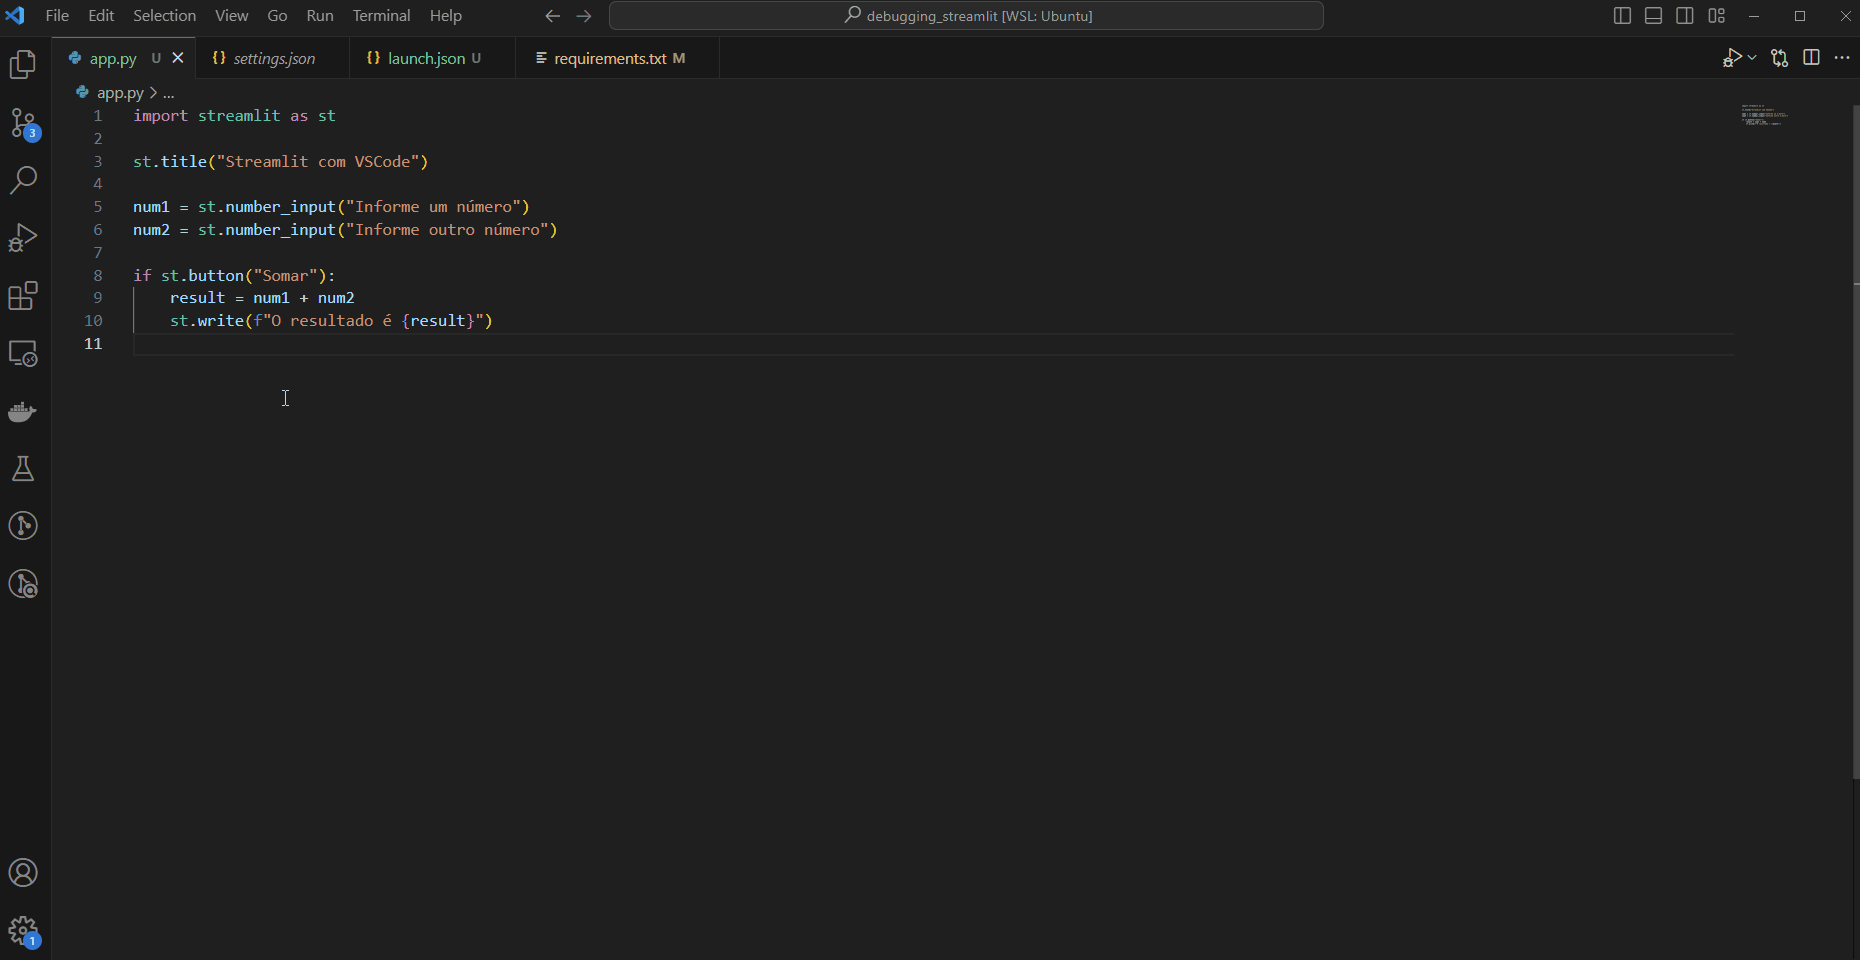 File Edit Selection View Go Run Terminal Help
debugging_streamlit [WSL: Ubuntu]
app.py U
{} settings.json
{} launch.json U
requirements.txt M
app.py > ...
1 import streamlit as st
2
3 st.title("Streamlit com VSCode")
4
5 num1 = st.number_input("Informe um número")
6 num2 = st.number_input("Informe outro número")
7
8 if st.button("Somar"):
9     result = num1 + num2
10     st.write(f"O resultado é {result}")
11
3
1